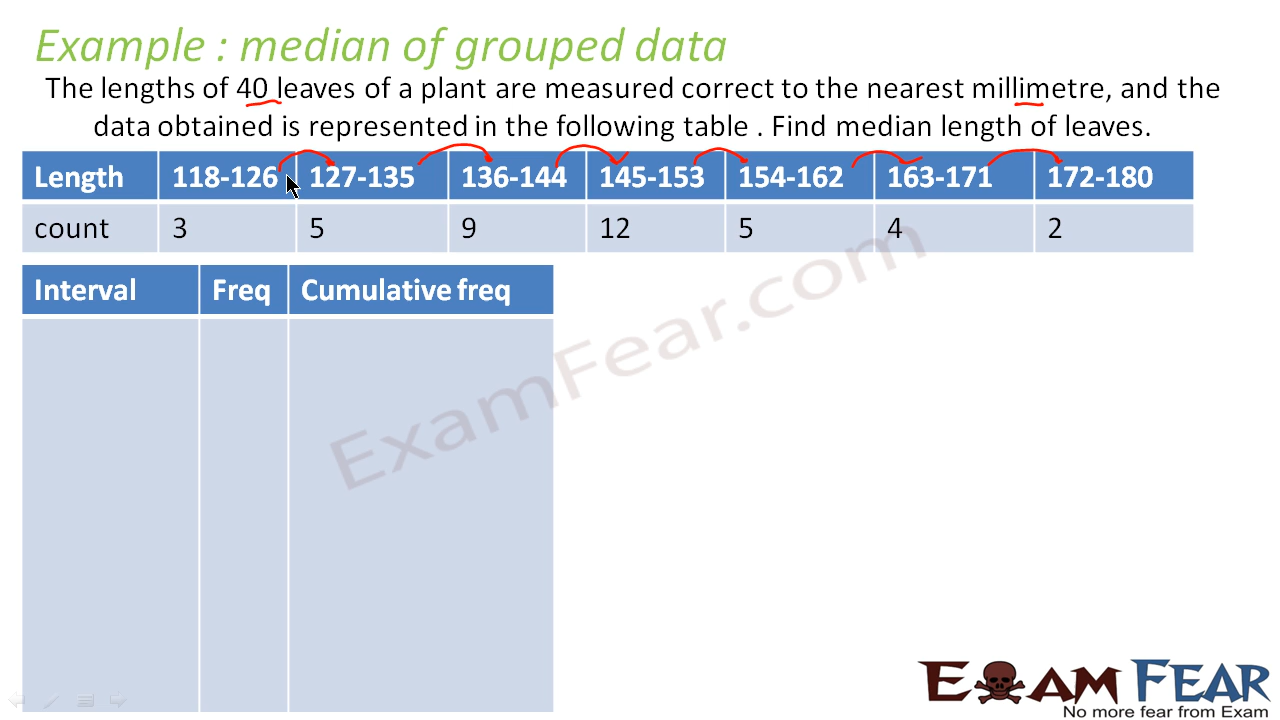 Example : median of grouped data
The lengths of 40 leaves of a plant are measured correct to the nearest millimetre, and the
data obtained is represented in the following table . Find median length of leaves.
Length 118-126 127-135 136-144 145-153 154-162 163-171 172-180
count 3 5 9 12 5 4 2
Interval Freq Cumulative freq
ExamFear.com
EXAM FEAR
No more fear from Exam